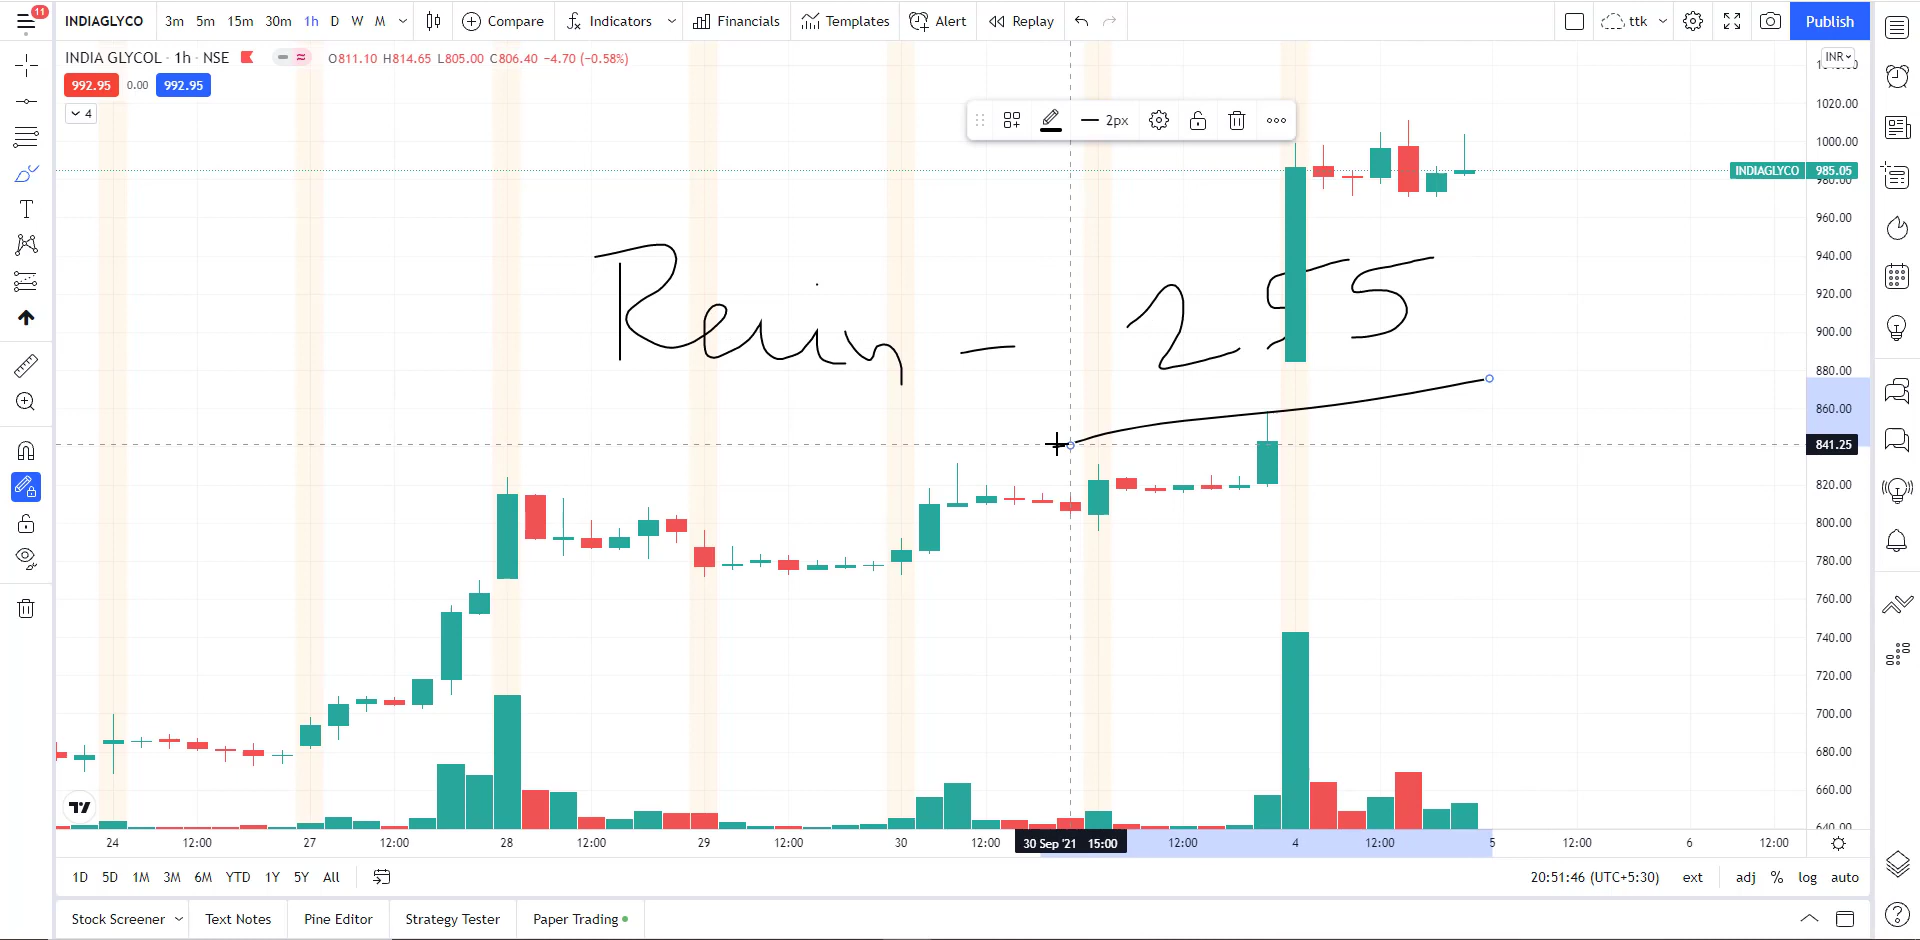 11
INDIAGLYCO 3m 5m 15m 30m 1h D W M Compare Indicators Financials Templates Alert Replay ttk Publish
INDIA GLYCOL · 1h · NSE O811.10 H814.65 L805.00 C806.40 −4.70 (−0.58%)
INR
992.95 0.00 992.95
4
2px
1020.00
1000.00
INDIAGLYCO 985.05
980.00
960.00
940.00
920.00
900.00
880.00
860.00
841.25
820.00
800.00
780.00
760.00
740.00
720.00
700.00
680.00
660.00
640.00
- 255
24 12:00 27 12:00 28 12:00 29 12:00 30 12:00 30 Sep '21 15:00 12:00 4 12:00 5 12:00 6 12:00
1D 5D 1M 3M 6M YTD 1Y 5Y All 20:51:46 (UTC+5:30) ext adj % log auto
Stock Screener Text Notes Pine Editor Strategy Tester Paper Trading